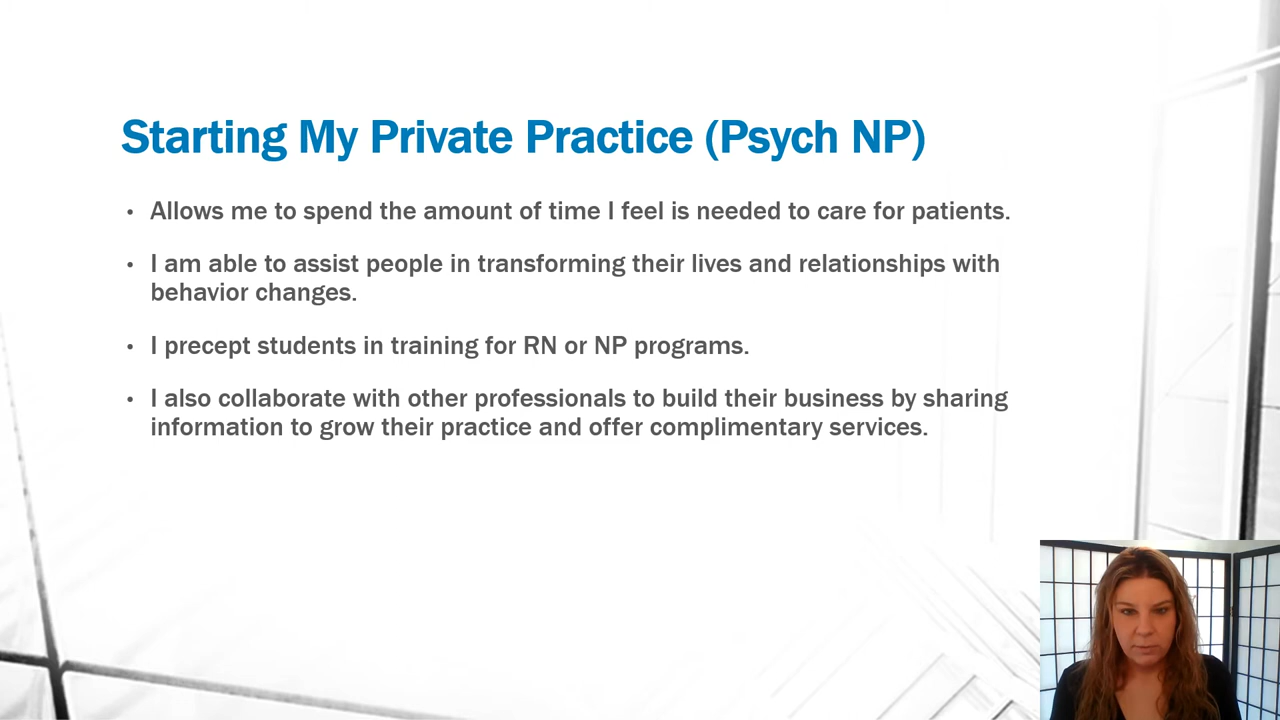 Starting My Private Practice (Psych NP)
• Allows me to spend the amount of time I feel is needed to care for patients.
• I am able to assist people in transforming their lives and relationships with
behavior changes.
• I precept students in training for RN or NP programs.
• I also collaborate with other professionals to build their business by sharing
information to grow their practice and offer complimentary services.